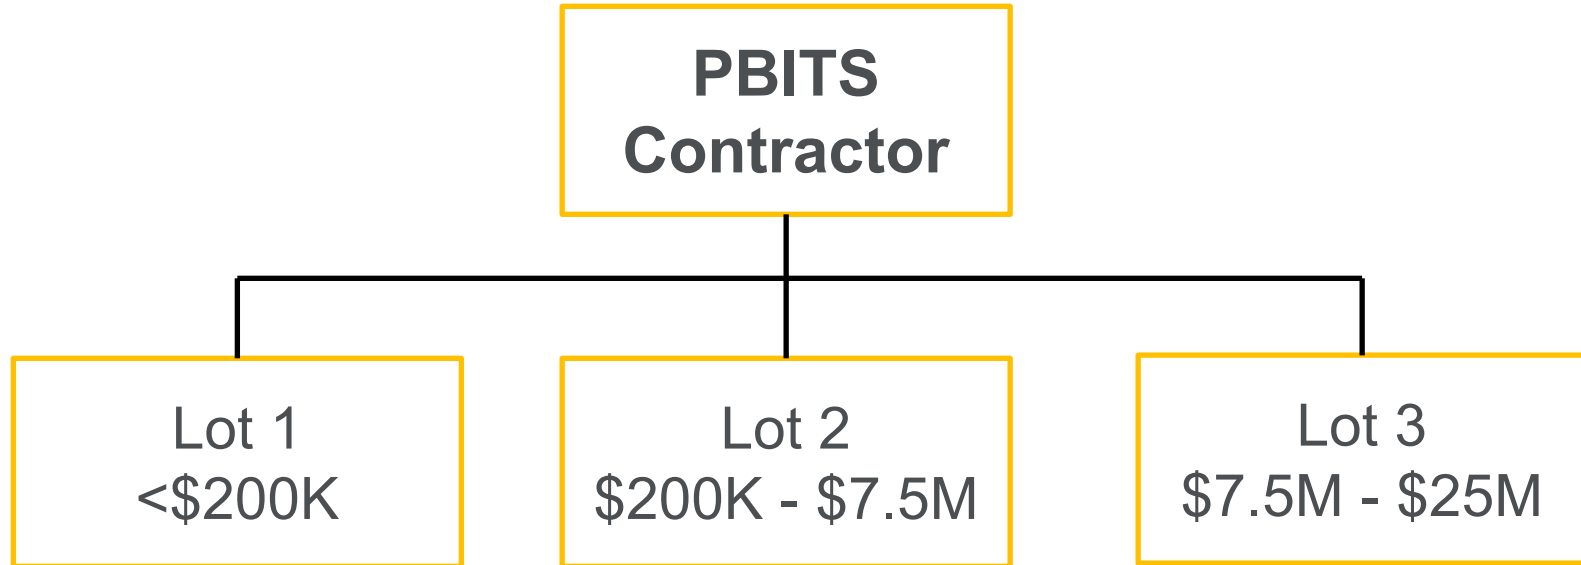 PBITS
Contractor
Lot 1
<$200K
Lot 2
$200K - $7.5M
Lot 3
$7.5M - $25M